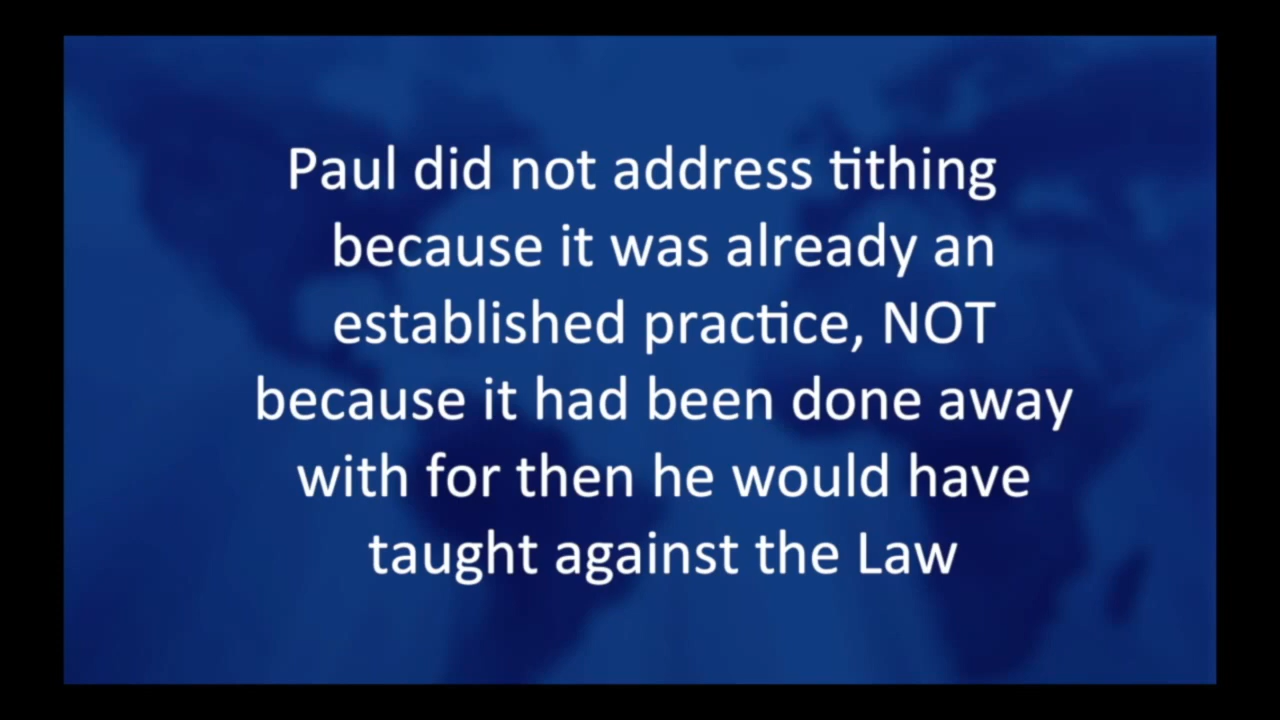 Paul did not address tithing
because it was already an
established practice, NOT
because it had been done away
with for then he would have
taught against the Law